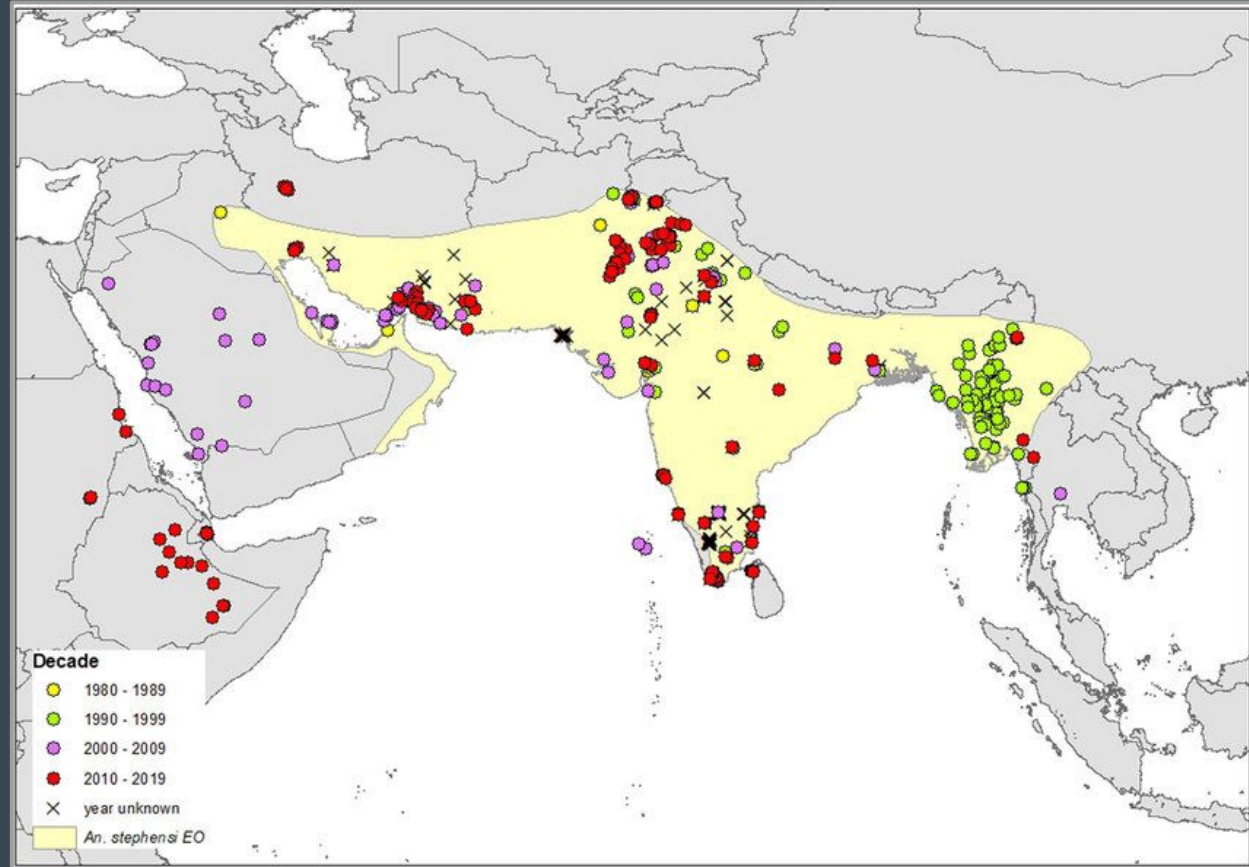 Decade
1980 - 1989
1990 - 1999
2000 - 2009
2010 - 2019
year unknown
An. stephensi EO